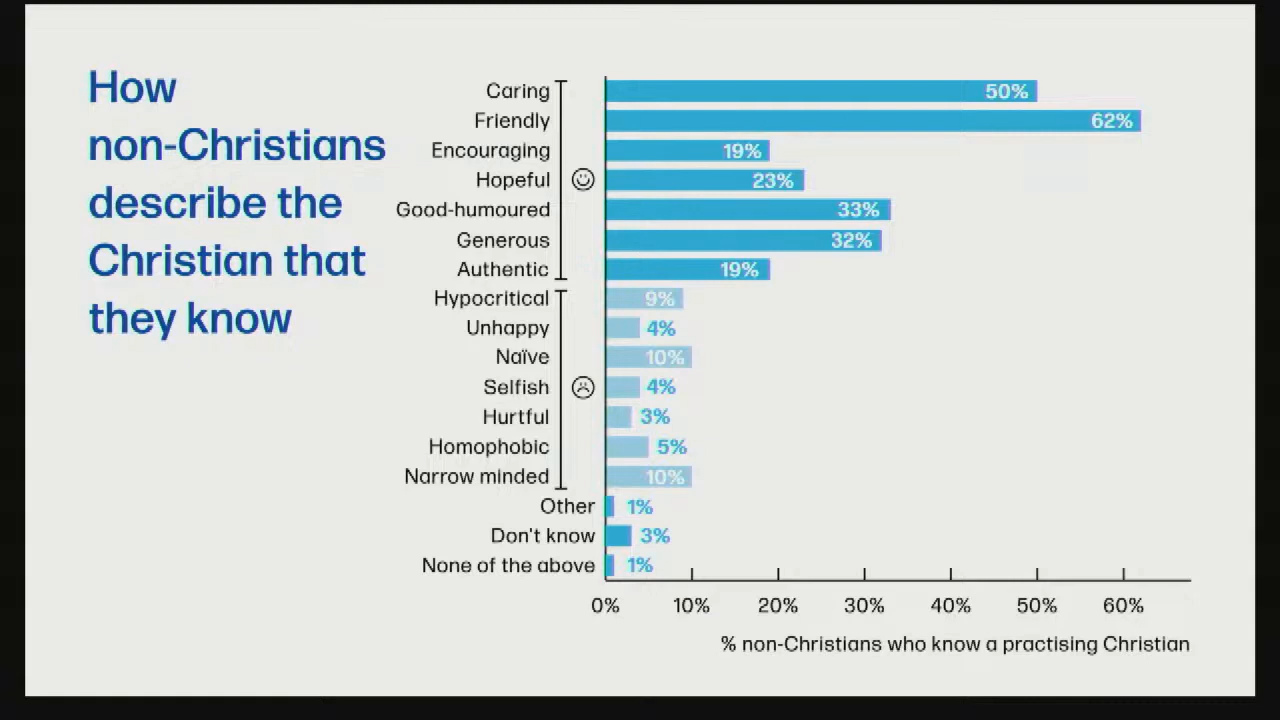 How
non-Christians
describe the
Christian that
they know
Caring 50%
Friendly 62%
Encouraging 19%
Hopeful 23%
Good-humoured 33%
Generous 32%
Authentic 19%
Hypocritical 9%
Unhappy 4%
Naïve 10%
Selfish 4%
Hurtful 3%
Homophobic 5%
Narrow minded 10%
Other 1%
Don't know 3%
None of the above 1%
0% 10% 20% 30% 40% 50% 60%
% non-Christians who know a practising Christian